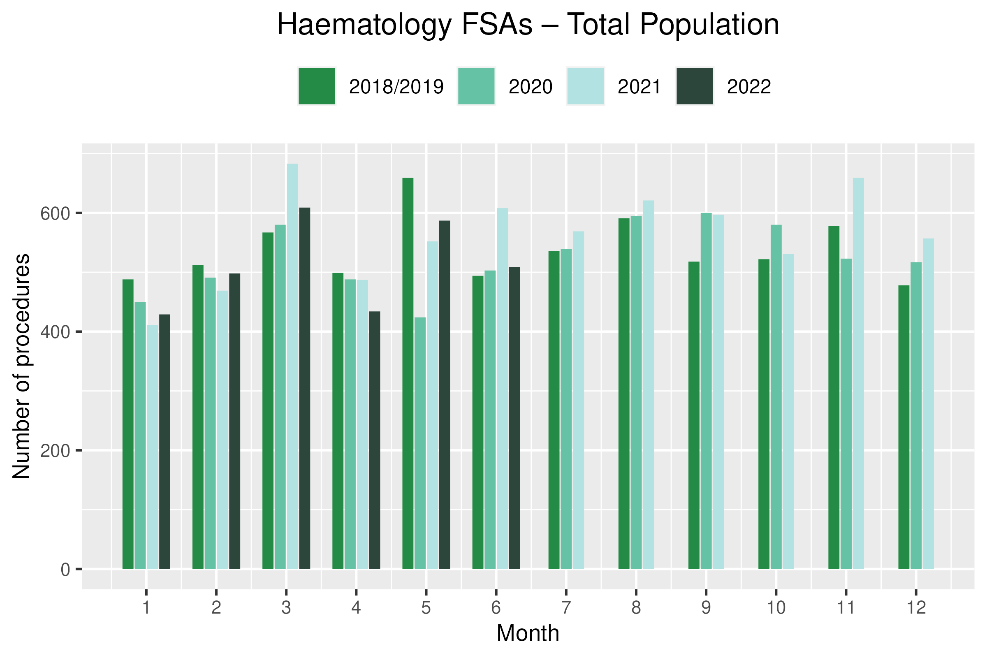 Haematology FSAs – Total Population
2018/2019 2020 2021 2022
Number of procedures
600
400
200
0
1 2 3 4 5 6 7 8 9 10 11 12
Month